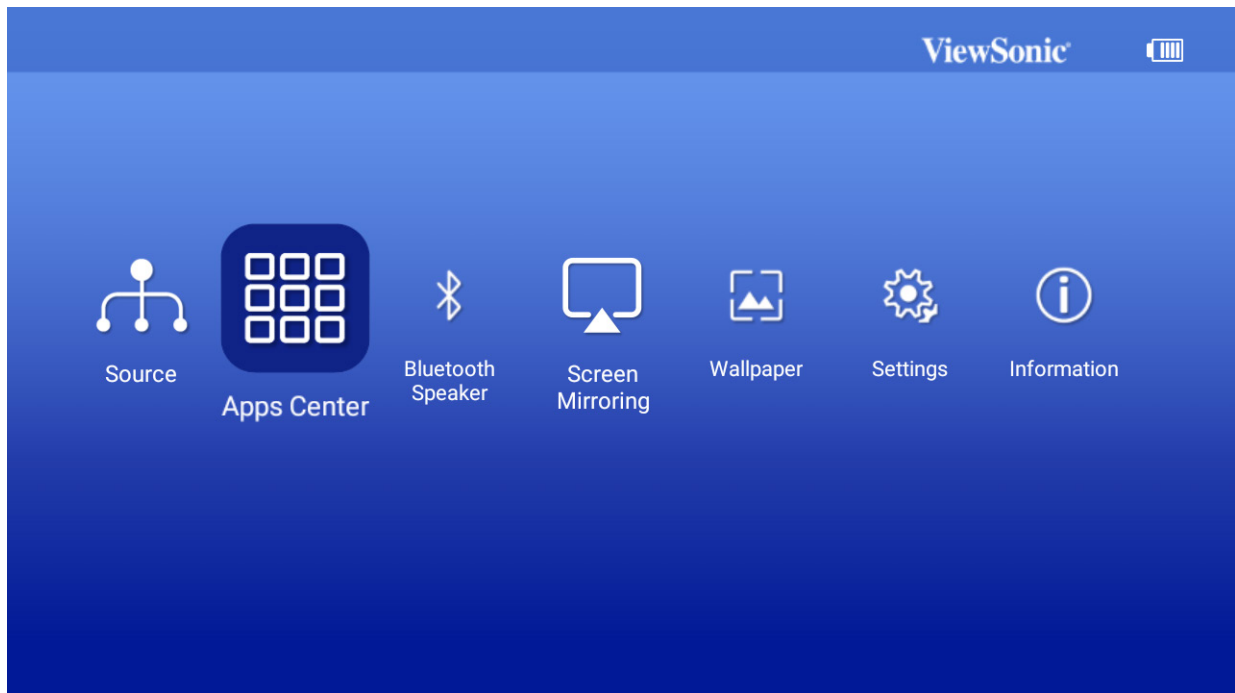 ViewSonic
Source
Apps Center
Bluetooth
Speaker
Screen
Mirroring
Wallpaper
Settings
Information